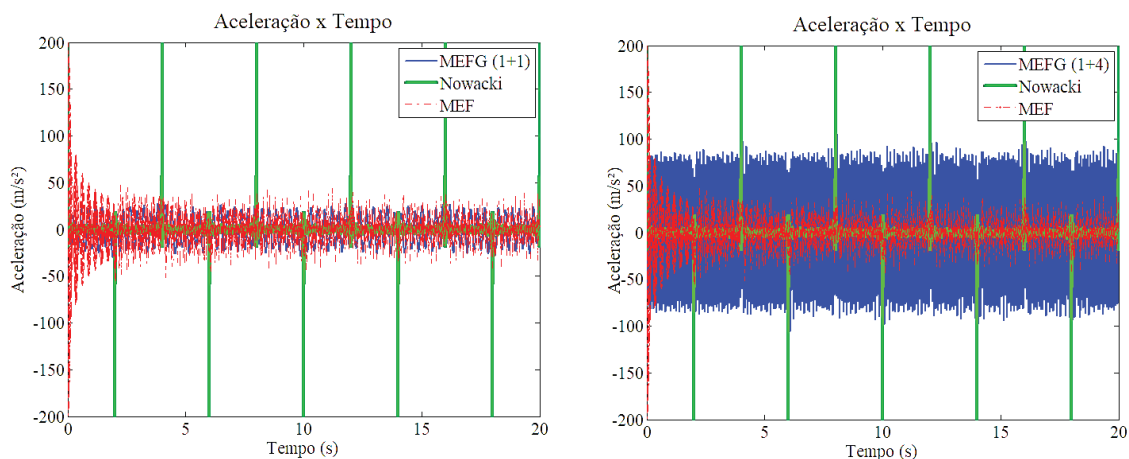 Aceleração x Tempo
MEFG (1+1)
Nowacki
MEF
Aceleração (m/s²)
200
150
100
50
0
-50
-100
-150
-200
0
5
10
15
20
Tempo (s)
Aceleração x Tempo
MEFG (1+4)
Nowacki
MEF
Aceleração (m/s²)
200
150
100
50
0
-50
-100
-150
-200
0
5
10
15
20
Tempo (s)